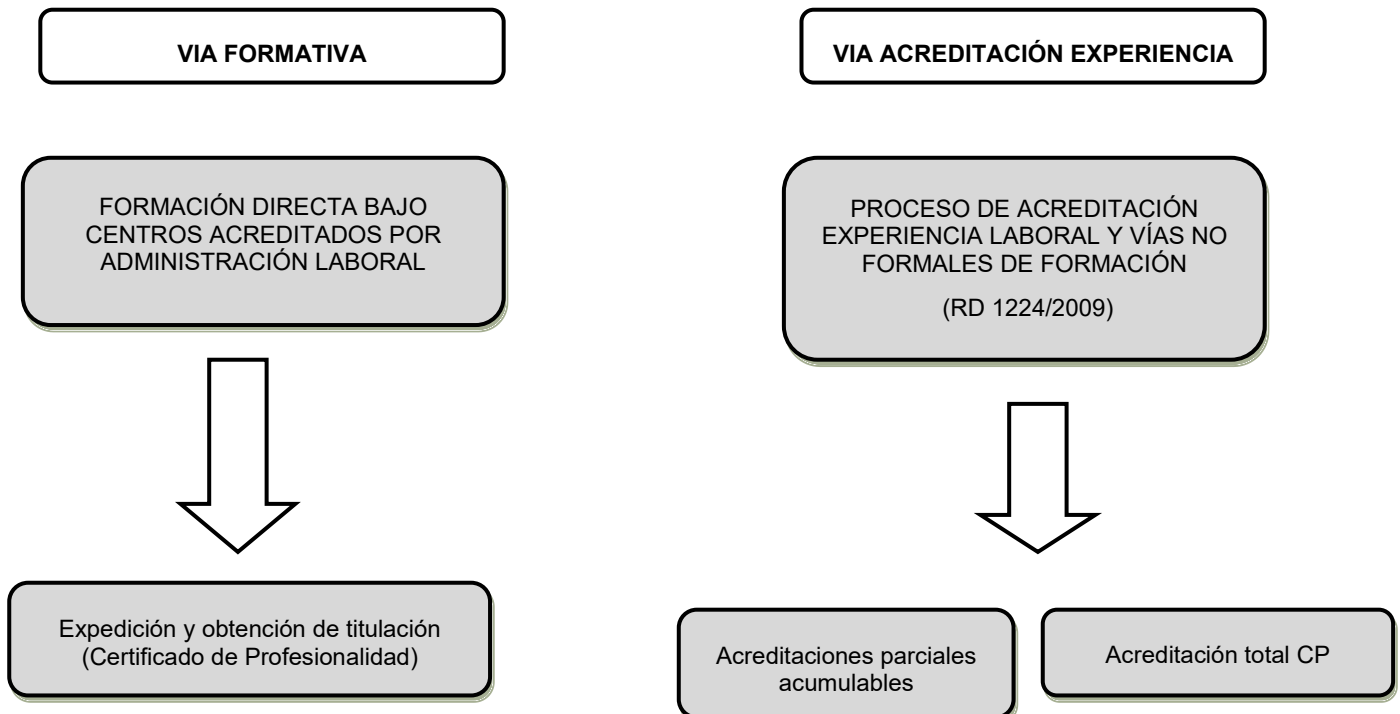 VIA FORMATIVA
VIA ACREDITACIÓN EXPERIENCIA
FORMACIÓN DIRECTA BAJO
CENTROS ACREDITADOS POR
ADMINISTRACIÓN LABORAL
PROCESO DE ACREDITACIÓN
EXPERIENCIA LABORAL Y VÍAS NO
FORMALES DE FORMACIÓN
(RD 1224/2009)
Expedición y obtención de titulación
(Certificado de Profesionalidad)
Acreditaciones parciales
acumulables
Acreditación total CP